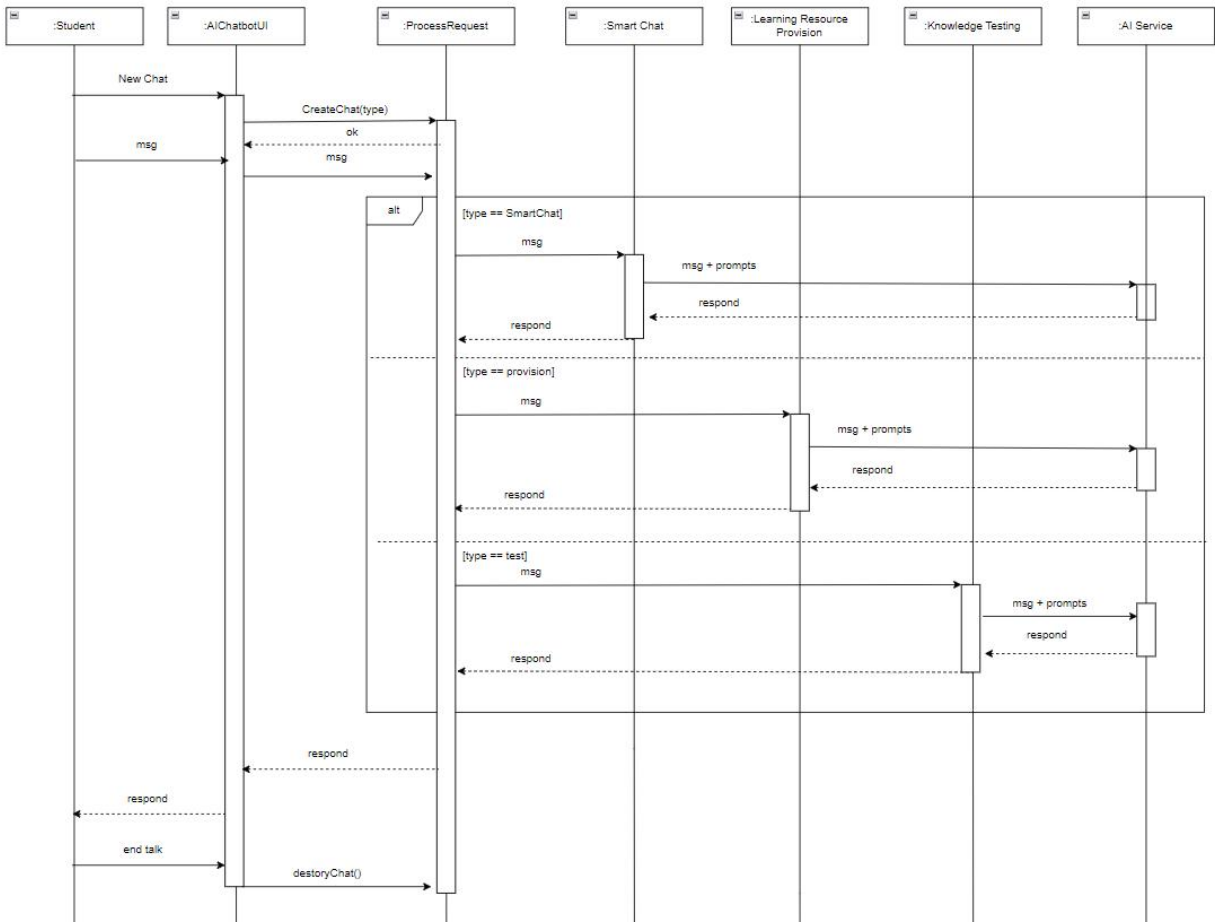 :Student
:AIChatbotUI
:ProcessRequest
:Smart Chat
:Learning Resource
Provision
:Knowledge Testing
:AI Service
New Chat
CreateChat(type)
ok
msg
msg
alt
[type == SmartChat]
msg
msg + prompts
respond
respond
[type == provision]
msg
msg + prompts
respond
respond
[type == test]
msg
msg + prompts
respond
respond
respond
respond
end talk
destoryChat()